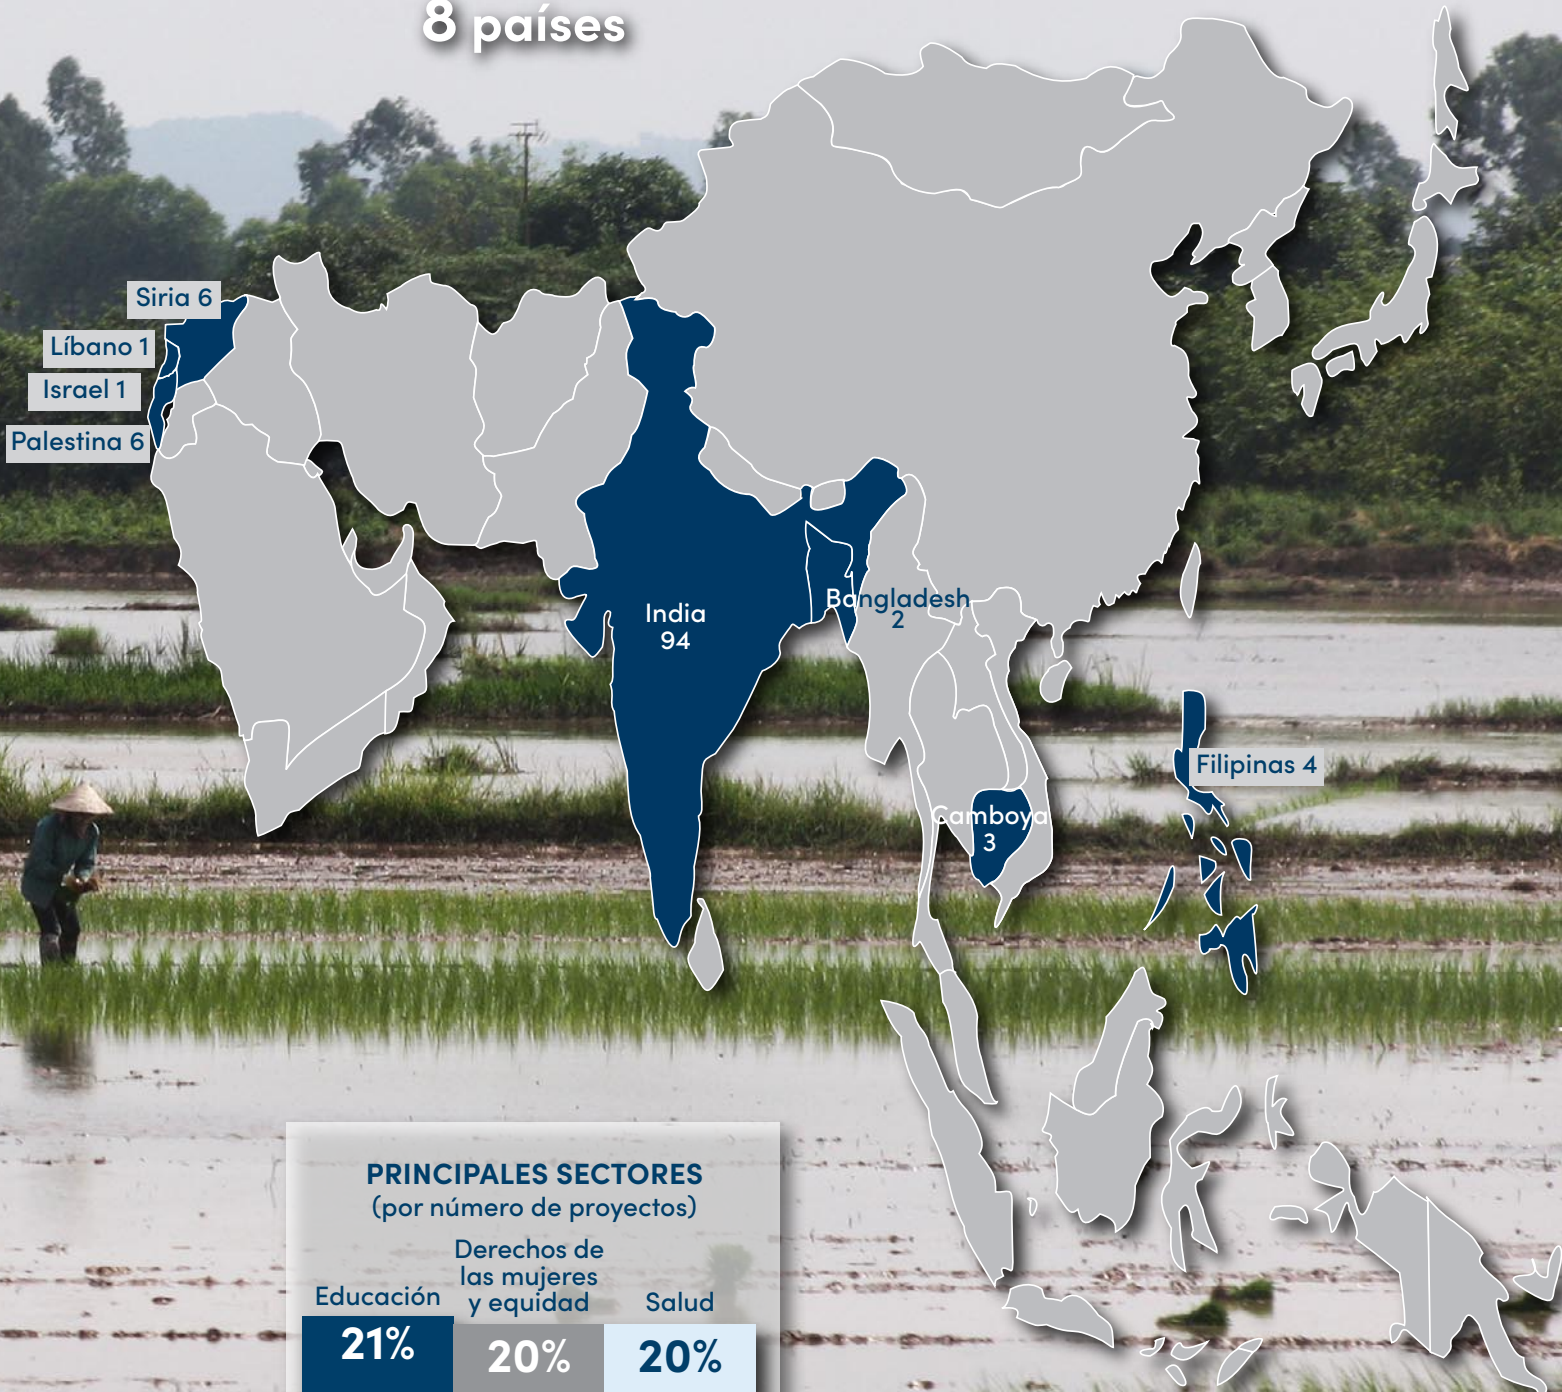 8 países
Siria 6
Líbano 1
Israel 1
Palestina 6
India
94
Bangladesh
2
Filipinas 4
Camboya
3
PRINCIPALES SECTORES
(por número de proyectos)
Educación
21%
Derechos de
las mujeres
y equidad
20%
Salud
20%